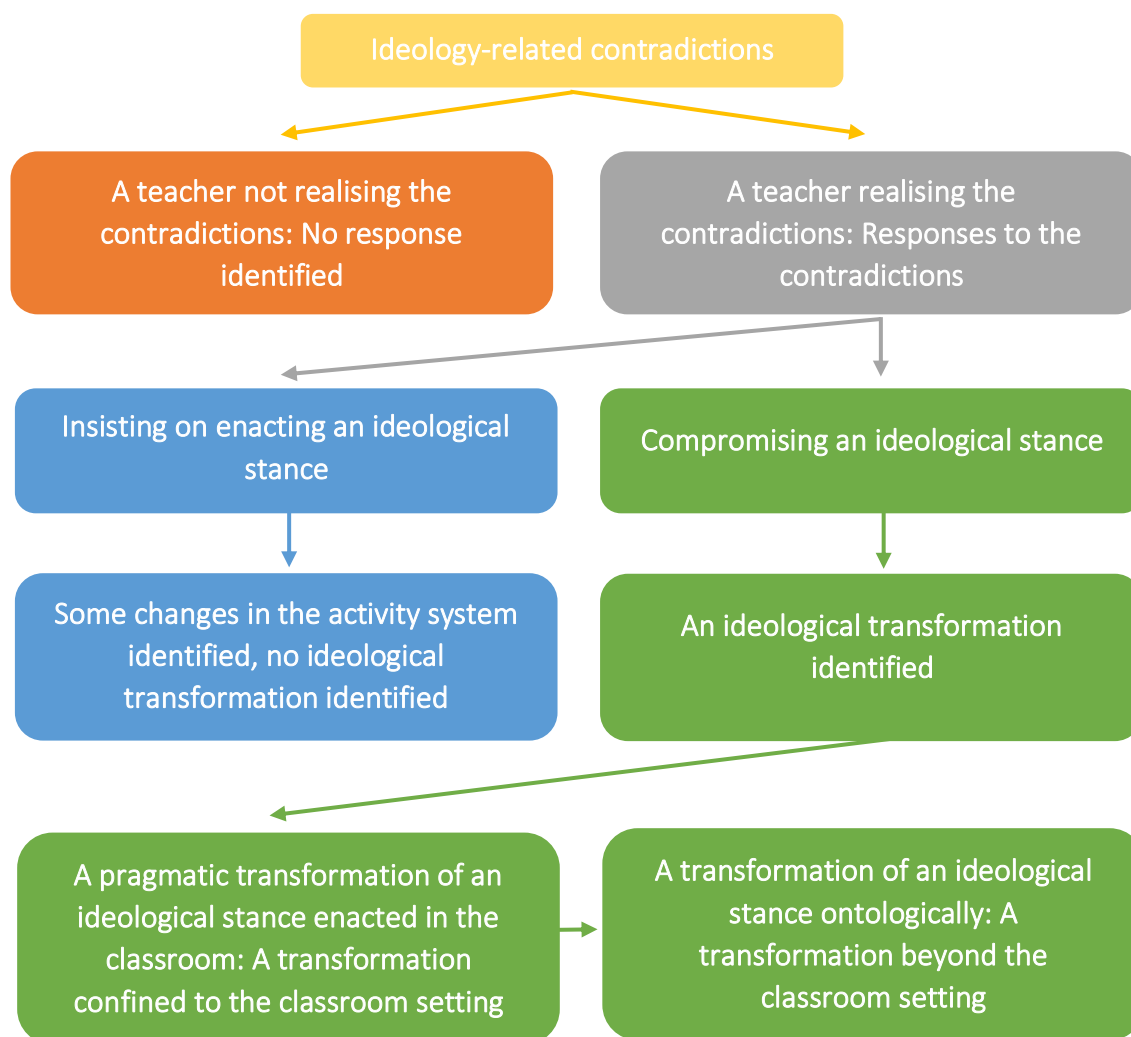 Ideology-related contradictions
A teacher not realising the
contradictions: No response
identified
A teacher realising the
contradictions: Responses to the
contradictions
Insisting on enacting an ideological
stance
Compromising an ideological stance
Some changes in the activity system
identified, no ideological
transformation identified
An ideological transformation
identified
A pragmatic transformation of an
ideological stance enacted in the
classroom: A transformation
confined to the classroom setting
A transformation of an ideological
stance ontologically: A
transformation beyond the
classroom setting